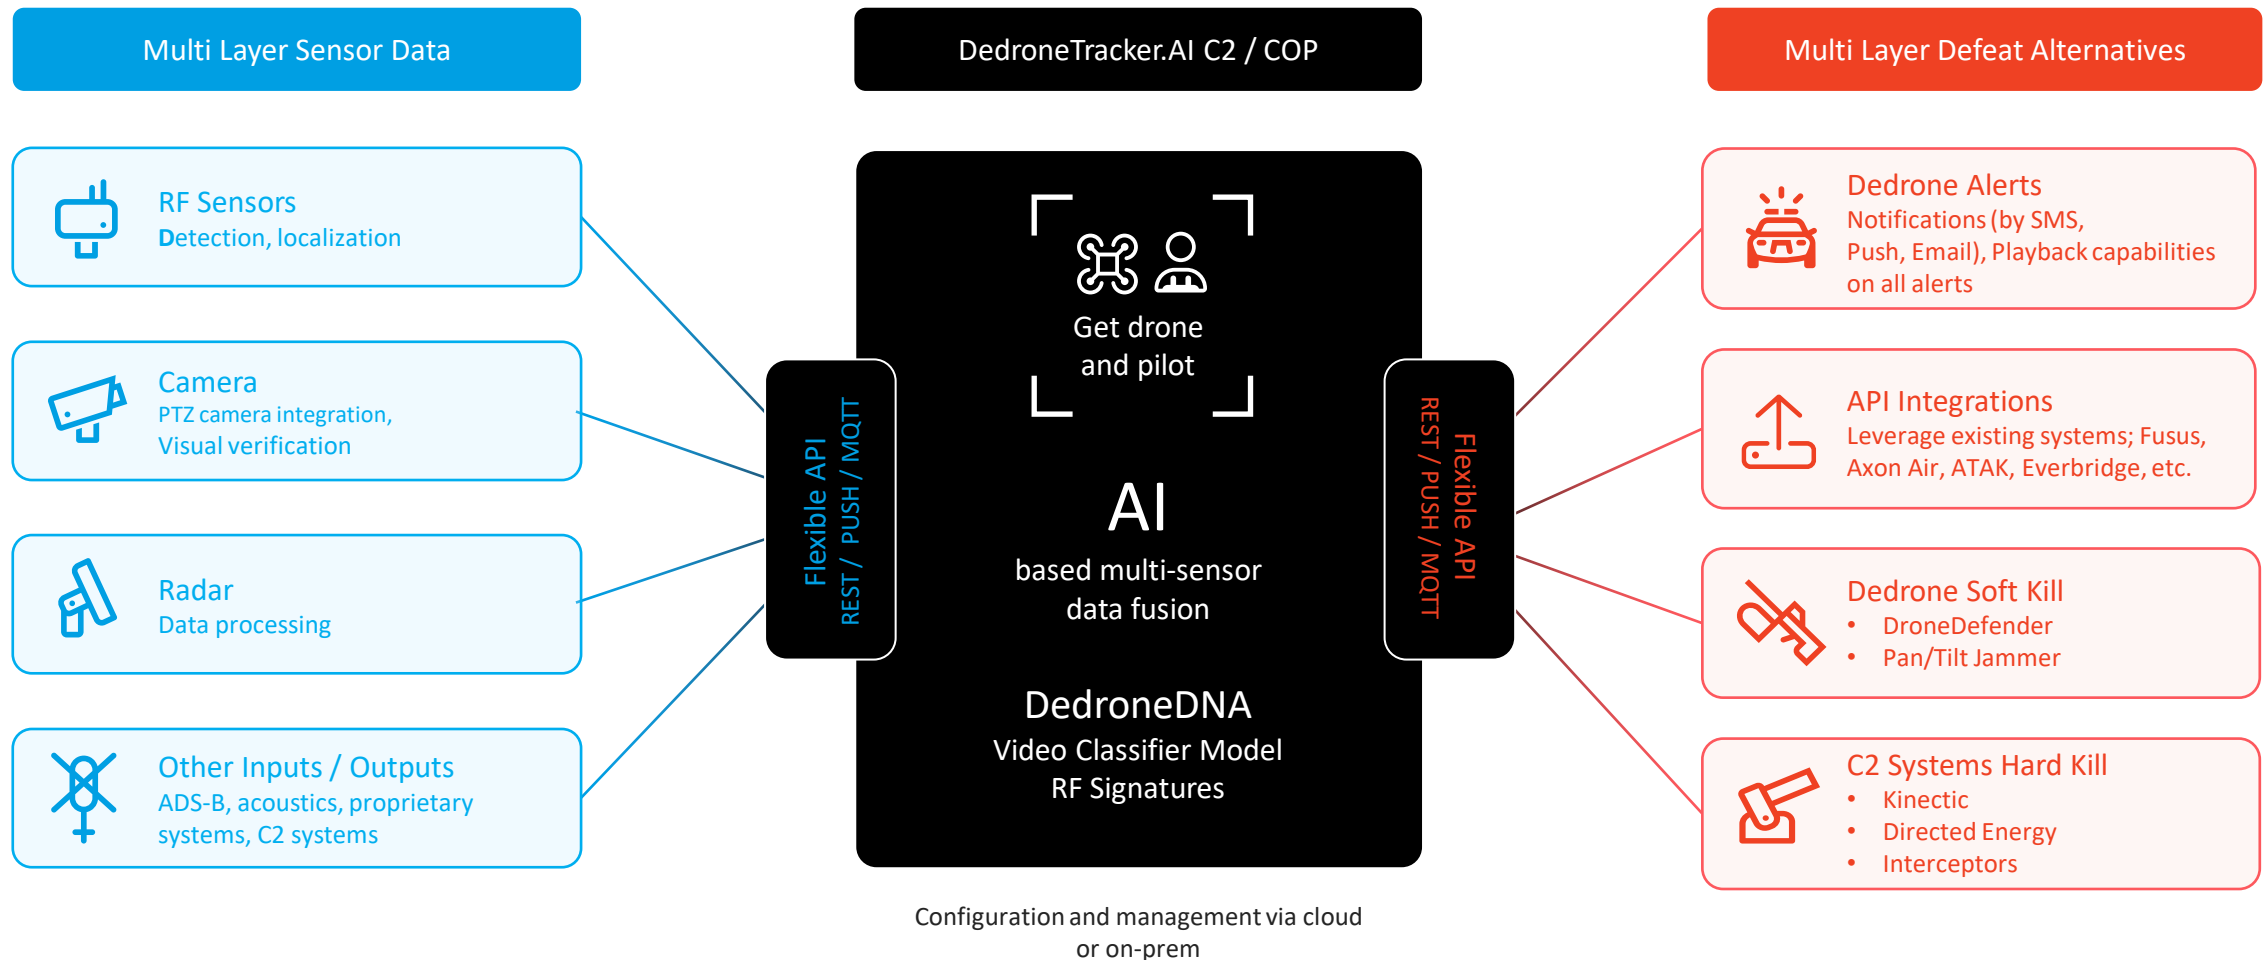 Multi Layer Sensor Data
DedroneTracker.AI C2 / COP
Multi Layer Defeat Alternatives
RF Sensors
Detection, localization
Camera
PTZ camera integration,
Visual verification
Radar
Data processing
Other Inputs / Outputs
ADS-B, acoustics, proprietary
systems, C2 systems
Flexible API
REST / PUSH / MQTT
Get drone
and pilot
AI
based multi-sensor
data fusion
DedroneDNA
Video Classifier Model
RF Signatures
Flexible API
REST / PUSH / MQTT
Configuration and management via cloud
or on-prem
Dedrone Alerts
Notifications (by SMS,
Push, Email), Playback capabilities
on all alerts
API Integrations
Leverage existing systems; Fusus,
Axon Air, ATAK, Everbridge, etc.
Dedrone Soft Kill
• DroneDefender
• Pan/Tilt Jammer
C2 Systems Hard Kill
• Kinectic
• Directed Energy
• Interceptors